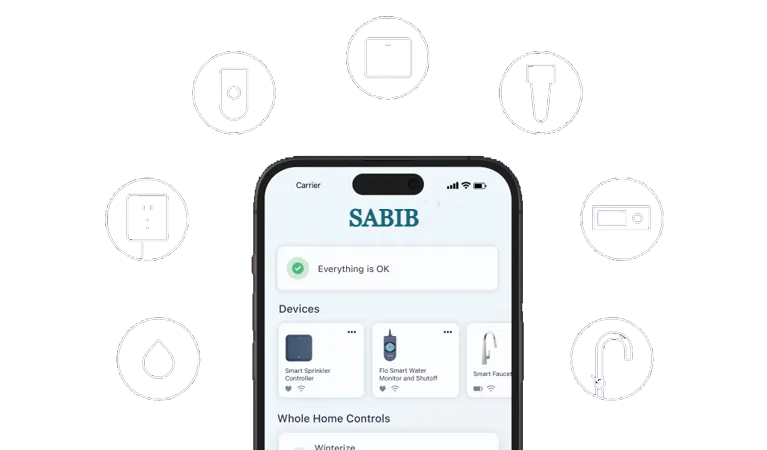 Carrier
SABIB
Everything is OK
Devices
Smart Sprinkler
Controller
Flo Smart Water
Monitor and Shutoff
Smart Faucet
Whole Home Controls
Winterize